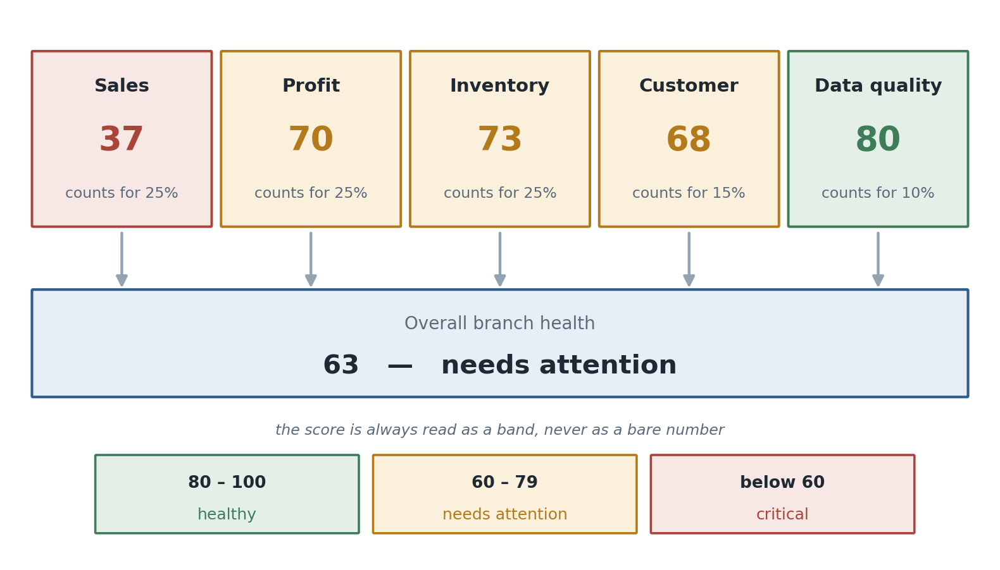 Sales
37
counts for 25%
Profit
70
counts for 25%
Inventory
73
counts for 25%
Customer
68
counts for 15%
Data quality
80
counts for 10%
Overall branch health
63 — needs attention
the score is always read as a band, never as a bare number
80 – 100
healthy
60 – 79
needs attention
below 60
critical